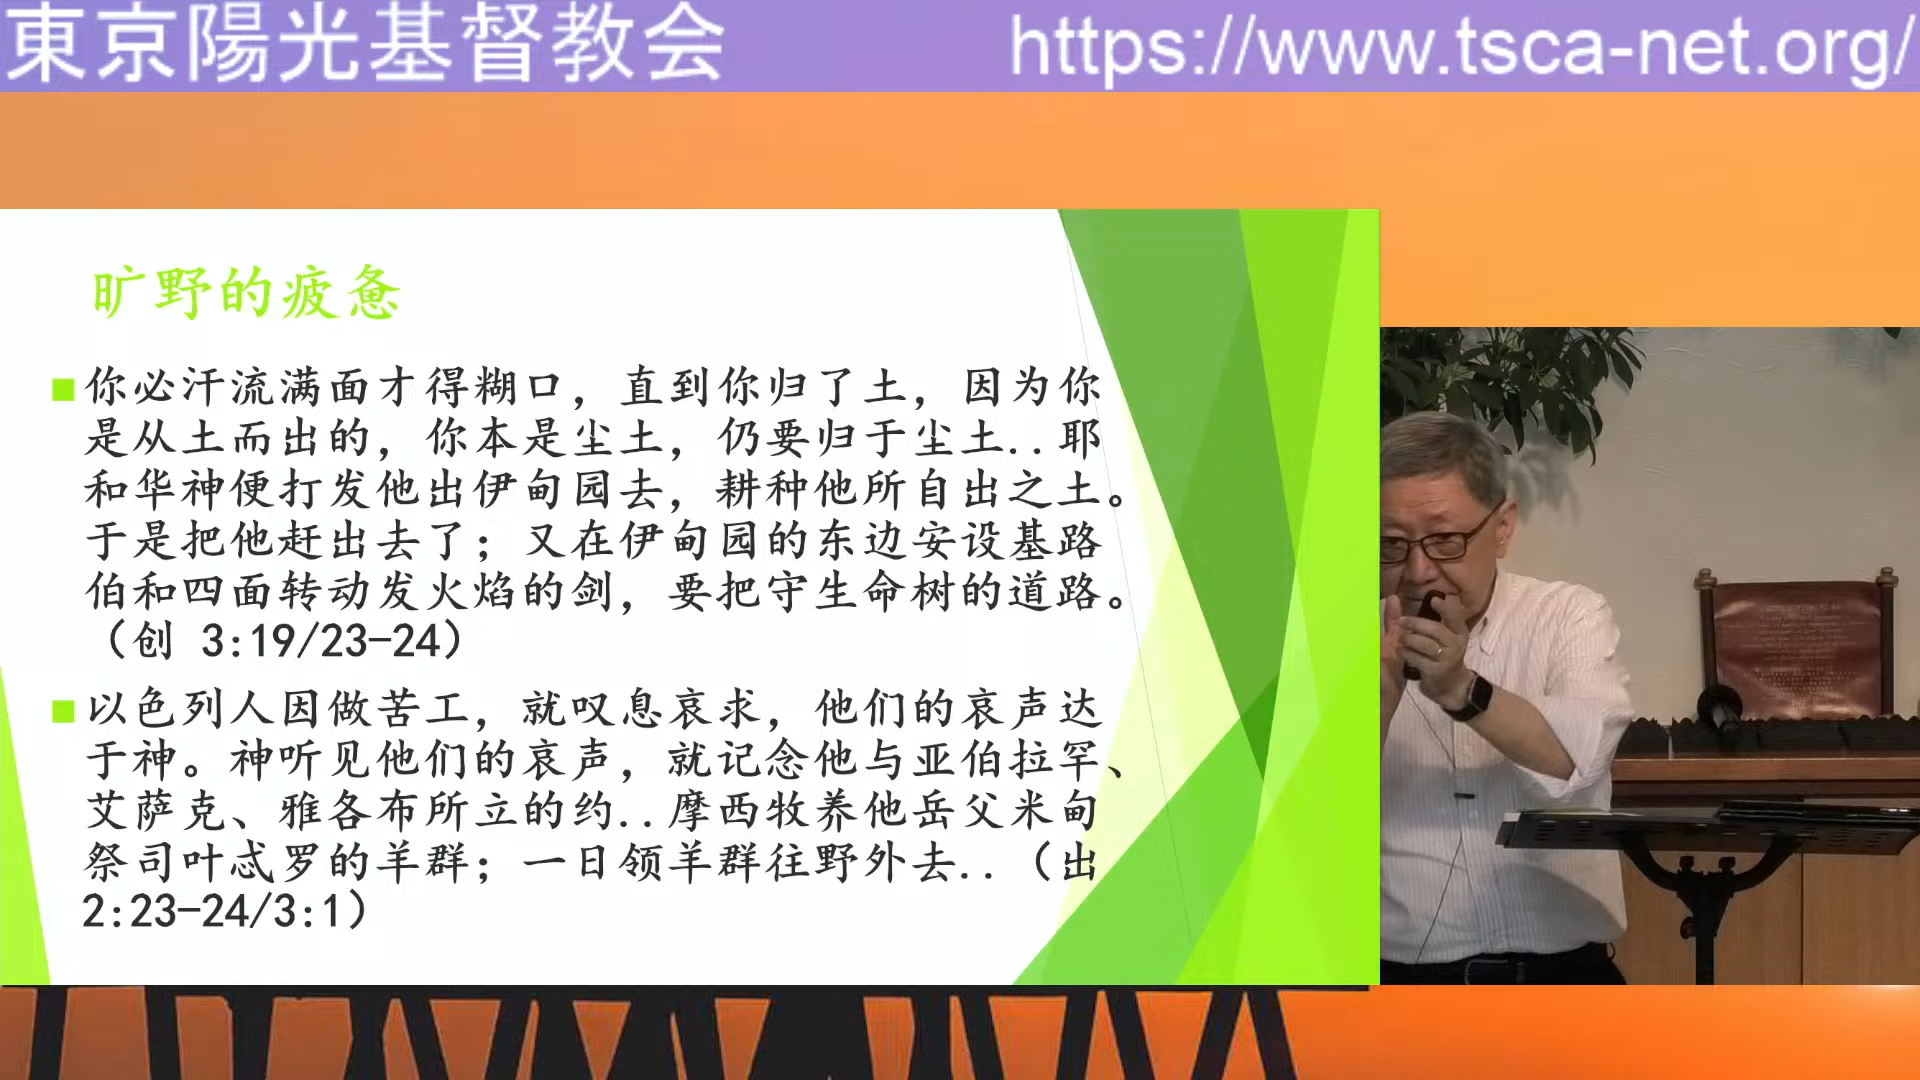 東京陽光基督教会
https://www.tsca-net.org/
旷野的疲惫
你必汗流满面才得糊口，直到你归了土，因为你
是从土而出的，你本是尘土，仍要归于尘土..耶
和华神便打发他出伊甸园去，耕种他所自出之土。
于是把他赶出去了；又在伊甸园的东边安设基路
伯和四面转动发火焰的剑，要把守生命树的道路。
（创 3:19/23-24）
以色列人因做苦工，就叹息哀求，他们的哀声达
于神。神听见他们的哀声，就记念他与亚伯拉罕、
艾萨克、雅各布所立的约..摩西牧养他岳父米甸
祭司叶忒罗的羊群；一日领羊群往野外去..（出
2:23-24/3:1）